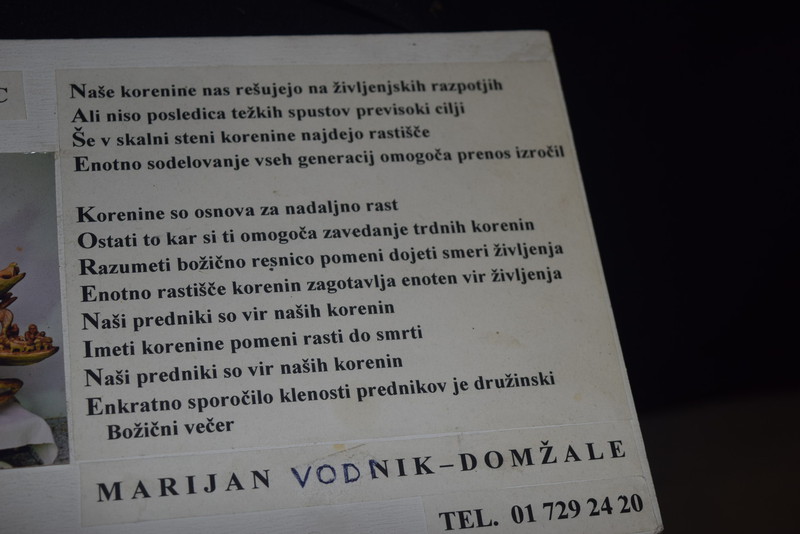 C
Naše korenine nas rešujejo na življenjskih razpotjih
Ali niso posledica težkih spustov previsoki cilji
Še v skalni steni korenine najdejo rastišče
Enotno sodelovanje vseh generacij omogoča prenos izročil
Korenine so osnova za nadaljno rast
Ostati to kar si ti omogoča zavedanje trdnih korenin
Razumeti božično resnico pomeni dojeti smeri življenja
Enotno rastišče korenin zagotavlja enoten vir življenja
Naši predniki so vir naših korenin
Imeti korenine pomeni rasti do smrti
Naši predniki so vir naših korenin
Enkratno sporočilo klenosti prednikov je družinski
Božični večer
MARIJAN VODNIK–DOMŽALE
TEL. 01 729 24 20